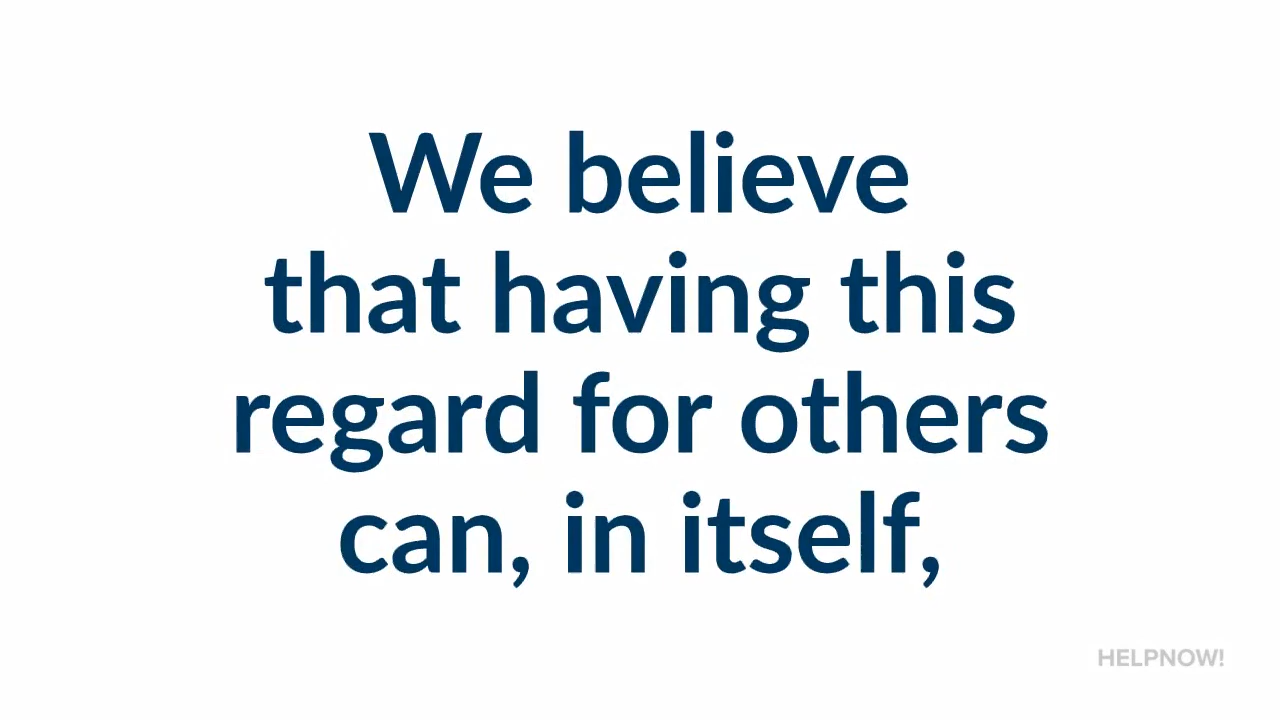 We believe
that having this
regard for others
can, in itself,
HELPNOW!